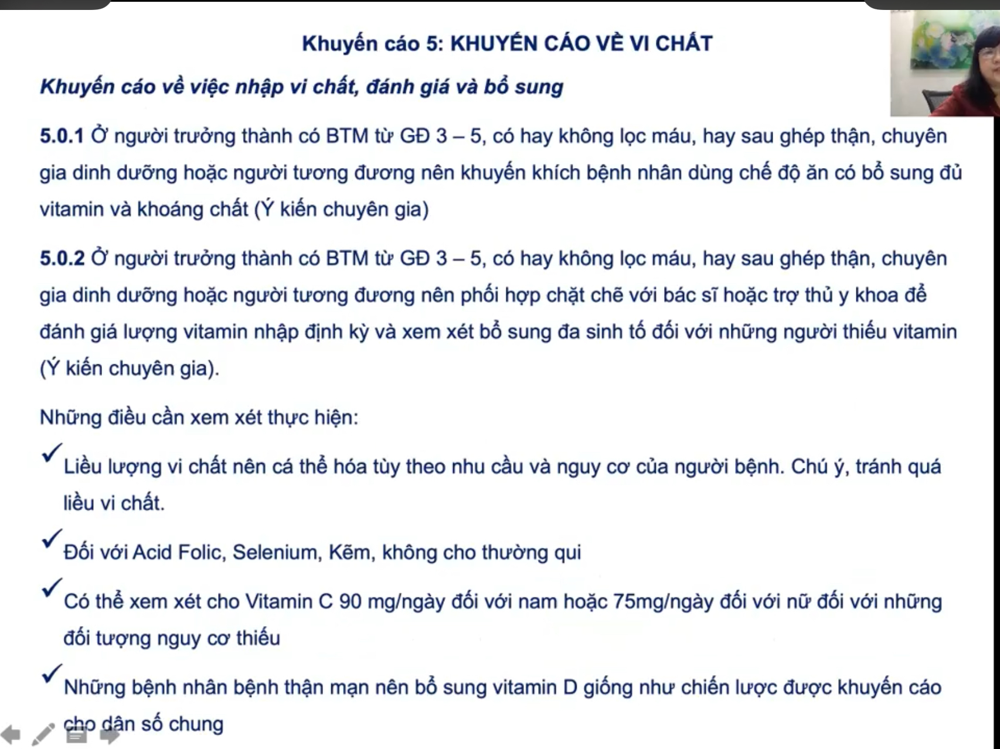 Khuyến cáo 5: KHUYẾN CÁO VỀ VI CHẤT
Khuyến cáo về việc nhập vi chất, đánh giá và bổ sung
5.0.1 Ở người trưởng thành có BTM từ GĐ 3 – 5, có hay không lọc máu, hay sau ghép thận, chuyên
gia dinh dưỡng hoặc người tương đương nên khuyến khích bệnh nhân dùng chế độ ăn có bổ sung đủ
vitamin và khoáng chất (Ý kiến chuyên gia)
5.0.2 Ở người trưởng thành có BTM từ GĐ 3 – 5, có hay không lọc máu, hay sau ghép thận, chuyên
gia dinh dưỡng hoặc người tương đương nên phối hợp chặt chẽ với bác sĩ hoặc trợ thủ y khoa để
đánh giá lượng vitamin nhập định kỳ và xem xét bổ sung đa sinh tố đối với những người thiếu vitamin
(Ý kiến chuyên gia).
Những điều cần xem xét thực hiện:
✓ Liều lượng vi chất nên cá thể hóa tùy theo nhu cầu và nguy cơ của người bệnh. Chú ý, tránh quá
liều vi chất.
✓ Đối với Acid Folic, Selenium, Kẽm, không cho thường qui
✓ Có thể xem xét cho Vitamin C 90 mg/ngày đối với nam hoặc 75mg/ngày đối với nữ đối với những
đối tượng nguy cơ thiếu
✓ Những bệnh nhân bệnh thận mạn nên bổ sung vitamin D giống như chiến lược được khuyến cáo
cho dân số chung